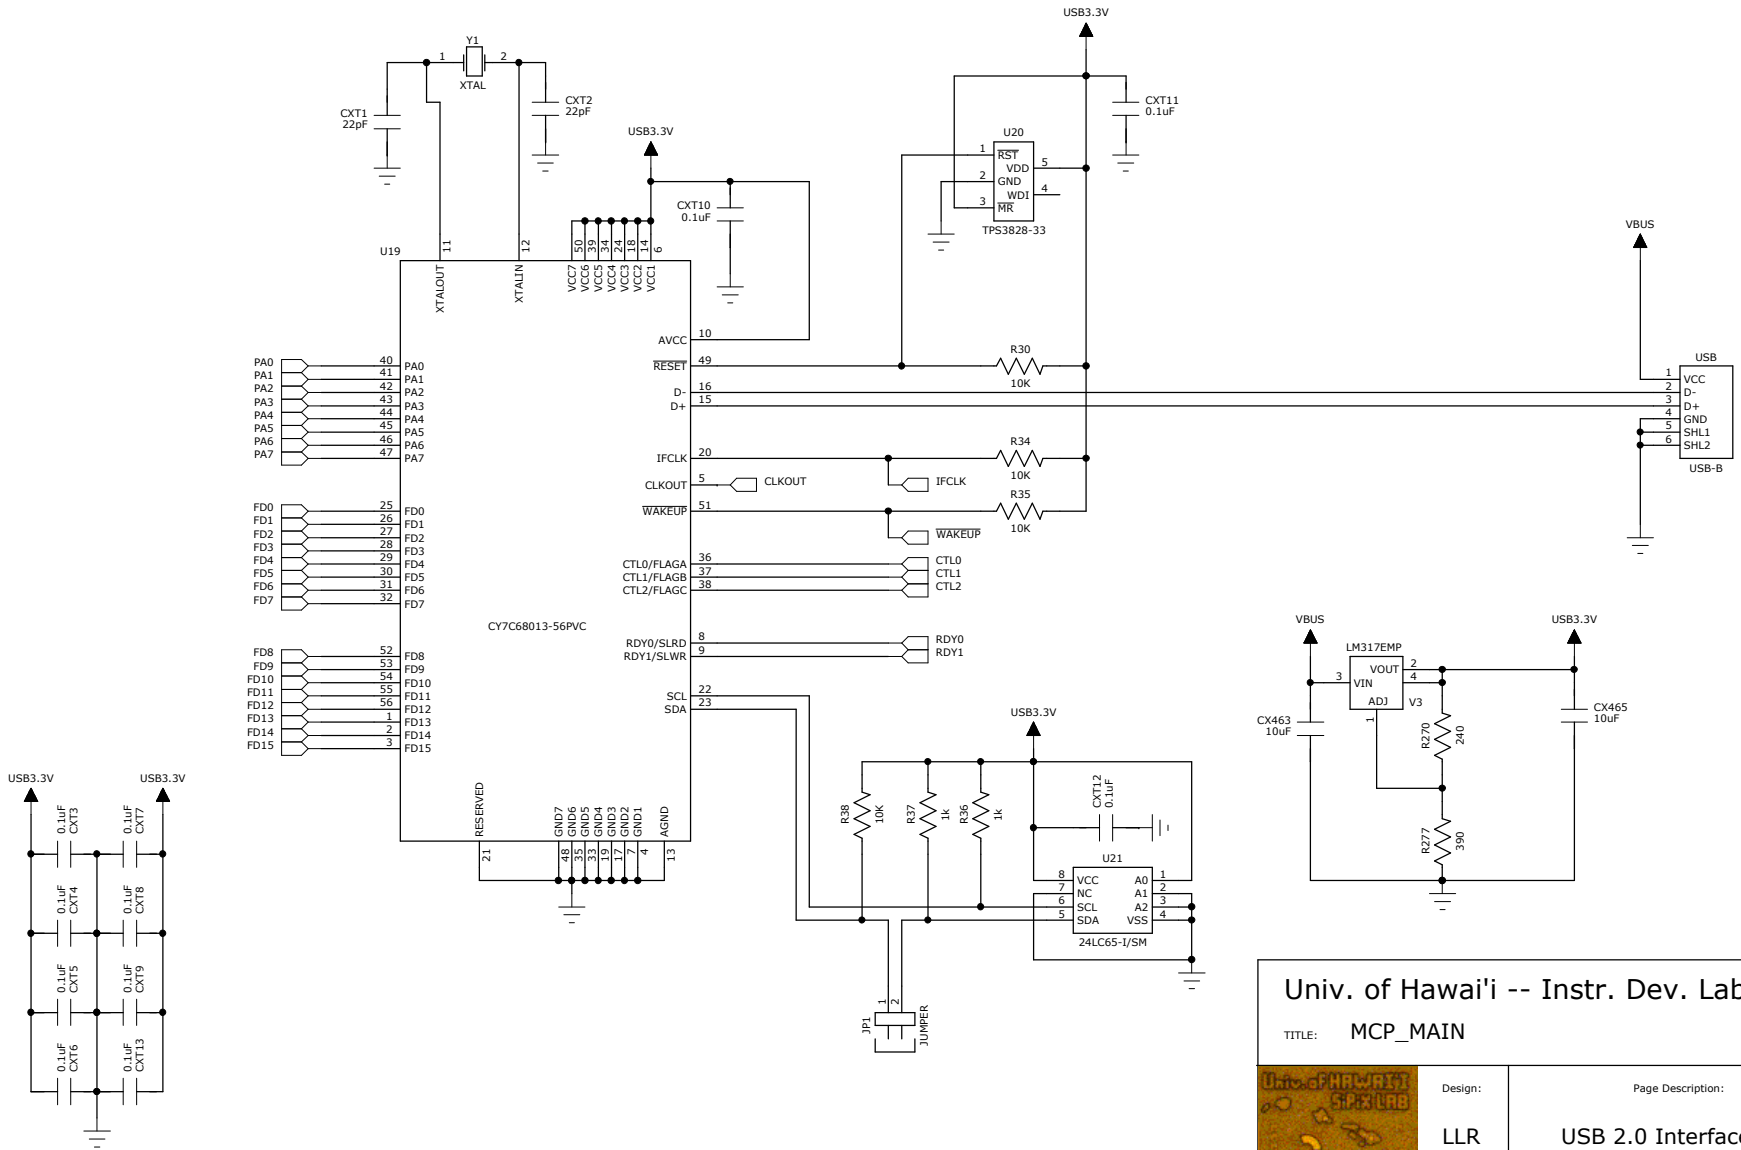 USB3.3V
Y1
1 2
XTAL
CXT1
22pF
CXT2
22pF
USB3.3V
CXT10
0.1uF
CXT11
0.1uF
U20
1 RST
VDD 5
2 GND
WDI 4
3 MR
TPS3828-33
U19
11 12
XTALOUT
XTALIN
50 39 34 24 18 14 6
VCC7 VCC6 VCC5 VCC4 VCC3 VCC2 VCC1
AVCC 10
RESET 49
R30
10K
D- 16
D+ 15
IFCLK 20
R34
10K
IFCLK
CLKOUT 5 CLKOUT
WAKEUP 51
R35
10K
WAKEUP
CTL0/FLAGA 36 CTL0
CTL1/FLAGB 37 CTL1
CTL2/FLAGC 38 CTL2
RDY0/SLRD 8 RDY0
RDY1/SLWR 9 RDY1
SCL 22
SDA 23
PA0 40 PA0
PA1 41 PA1
PA2 42 PA2
PA3 43 PA3
PA4 44 PA4
PA5 45 PA5
PA6 46 PA6
PA7 47 PA7
FD0 25 FD0
FD1 26 FD1
FD2 27 FD2
FD3 28 FD3
FD4 29 FD4
FD5 30 FD5
FD6 31 FD6
FD7 32 FD7
CY7C68013-56PVC
FD8 52 FD8
FD9 53 FD9
FD10 54 FD10
FD11 55 FD11
FD12 56 FD12
FD13 1 FD13
FD14 2 FD14
FD15 3 FD15
RESERVED
GND7 GND6 GND5 GND4 GND3 GND2 GND1
AGND
21
48 35 33 19 17 7 4
13
VBUS
USB
1 VCC
2 D-
3 D+
4 GND
5 SHL1
6 SHL2
USB-B
VBUS
USB3.3V
LM317EMP
VOUT 2
3 VIN 4
ADJ V3
1
CX463
10uF
CX465
10uF
R270
240
R277
390
USB3.3V
R38
10K
R37
1k
R36
1k
CXT12
0.1uF
U21
8 VCC A0 1
7 NC A1 2
6 SCL A2 3
5 SDA VSS 4
24LC65-I/SM
1 2
JP1
JUMPER
USB3.3V USB3.3V
0.1uF
CXT3
0.1uF
CXT7
0.1uF
CXT4
0.1uF
CXT8
0.1uF
CXT5
0.1uF
CXT9
0.1uF
CXT6
0.1uF
CXT13
Univ. of Hawai'i -- Instr. Dev. Lab
TITLE: MCP_MAIN
Univ. of HAWAI'I
S.P.X LAB
Design:
LLR
Page Description:
USB 2.0 Interface